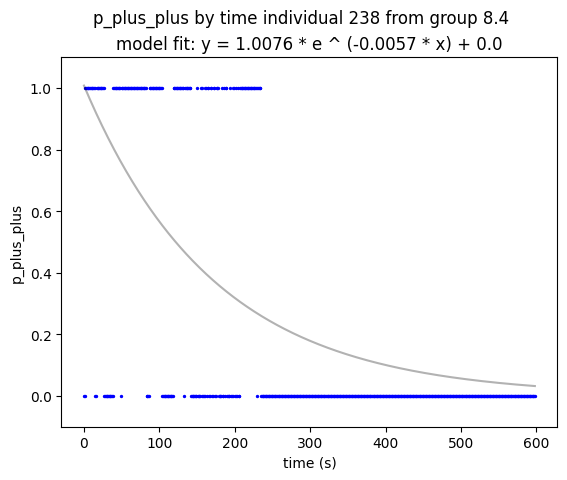 p_plus_plus by time individual 238 from group 8.4
model fit: y = 1.0076 * e ^ (-0.0057 * x) + 0.0
1.0
0.8
0.6
0.4
0.2
0.0
p_plus_plus
0 100 200 300 400 500 600
time (s)